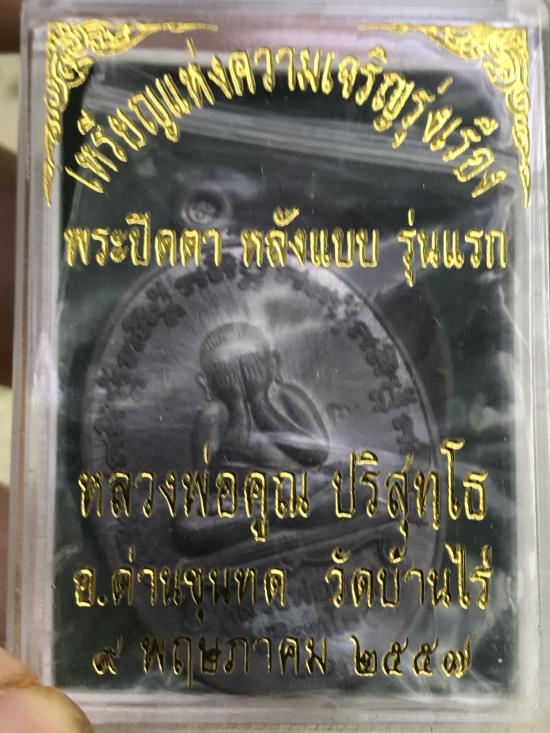 เหรียญแห่งความเจริญรุ่งเรือง
พระปิดตา หลังแบบ รุ่นแรก
หลวงพ่อคูณ ปริสุทฺโธ
อ.ด่านขุนทด วัดบ้านไร่
๙ พฤษภาคม ๒๕๕๗